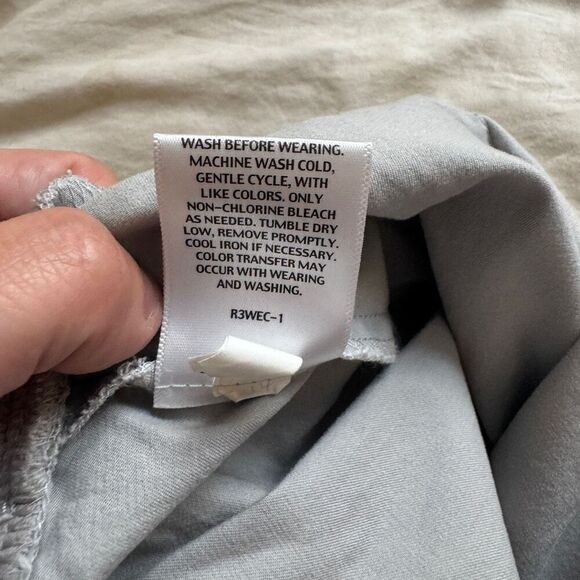 WASH BEFORE WEARING.
MACHINE WASH COLD,
GENTLE CYCLE, WITH
LIKE COLORS. ONLY
NON-CHLORINE BLEACH
AS NEEDED. TUMBLE DRY
LOW, REMOVE PROMPTLY.
COOL IRON IF NECESSARY.
COLOR TRANSFER MAY
OCCUR WITH WEARING
AND WASHING.
R3WEC-1